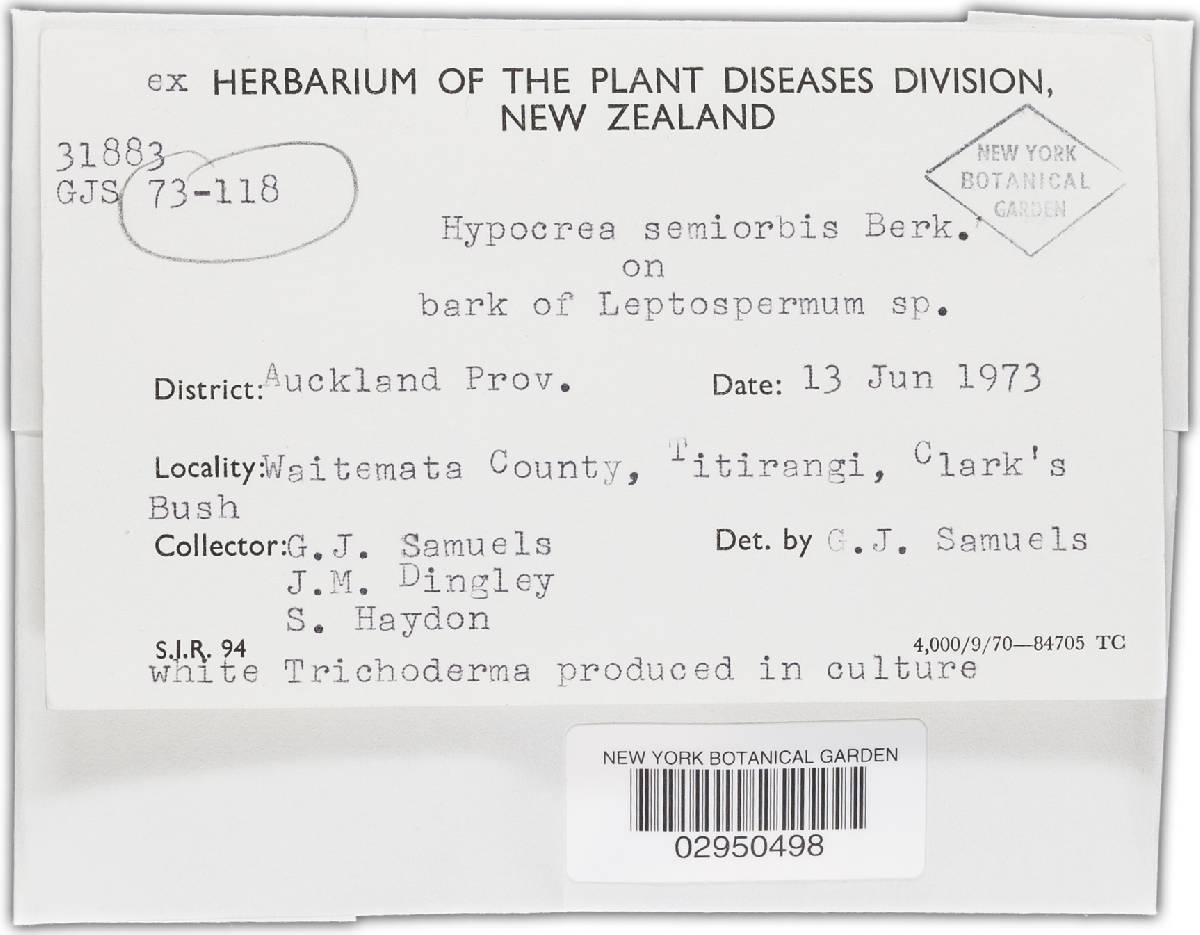 ex HERBARIUM OF THE PLANT DISEASES DIVISION,
NEW ZEALAND
31883
GJS 73-118
NEW YORK
BOTANICAL
GARDEN
Hypocrea semiorbis Berk.
on
bark of Leptospermum sp.
District: Auckland Prov. Date: 13 Jun 1973
Locality: Waitemata County, Titirangi, Clark's
Bush
Collector: G.J. Samuels Det. by G.J. Samuels
J.M. Dingley
S. Haydon
S.I.R. 94 4,000/9/70—84705 TC
white Trichoderma produced in culture
NEW YORK BOTANICAL GARDEN
02950498